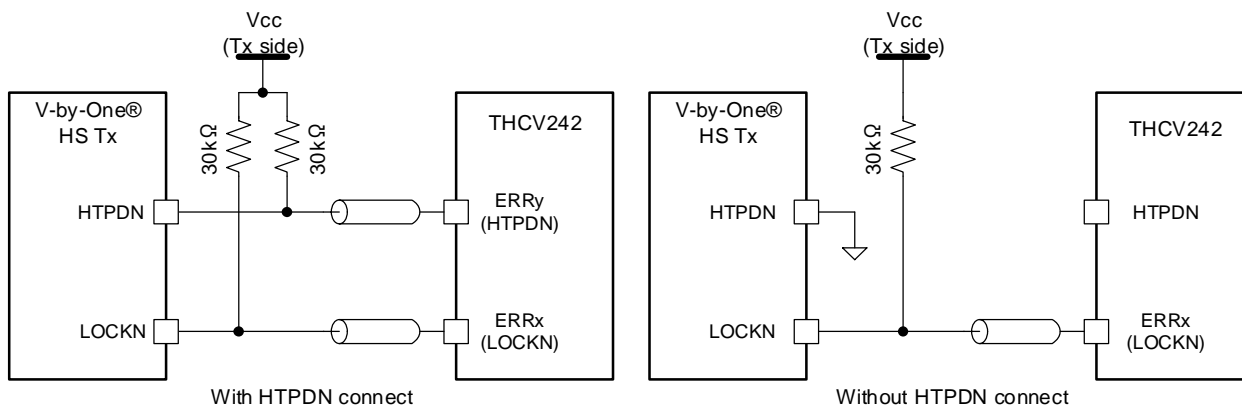 Vcc
(Tx side)
V-by-One®
HS Tx
30kΩ
30kΩ
THCV242
HTPDN
ERRy
(HTPDN)
LOCKN
ERRx
(LOCKN)
With HTPDN connect
Vcc
(Tx side)
V-by-One®
HS Tx
30kΩ
THCV242
HTPDN
HTPDN
LOCKN
ERRx
(LOCKN)
Without HTPDN connect